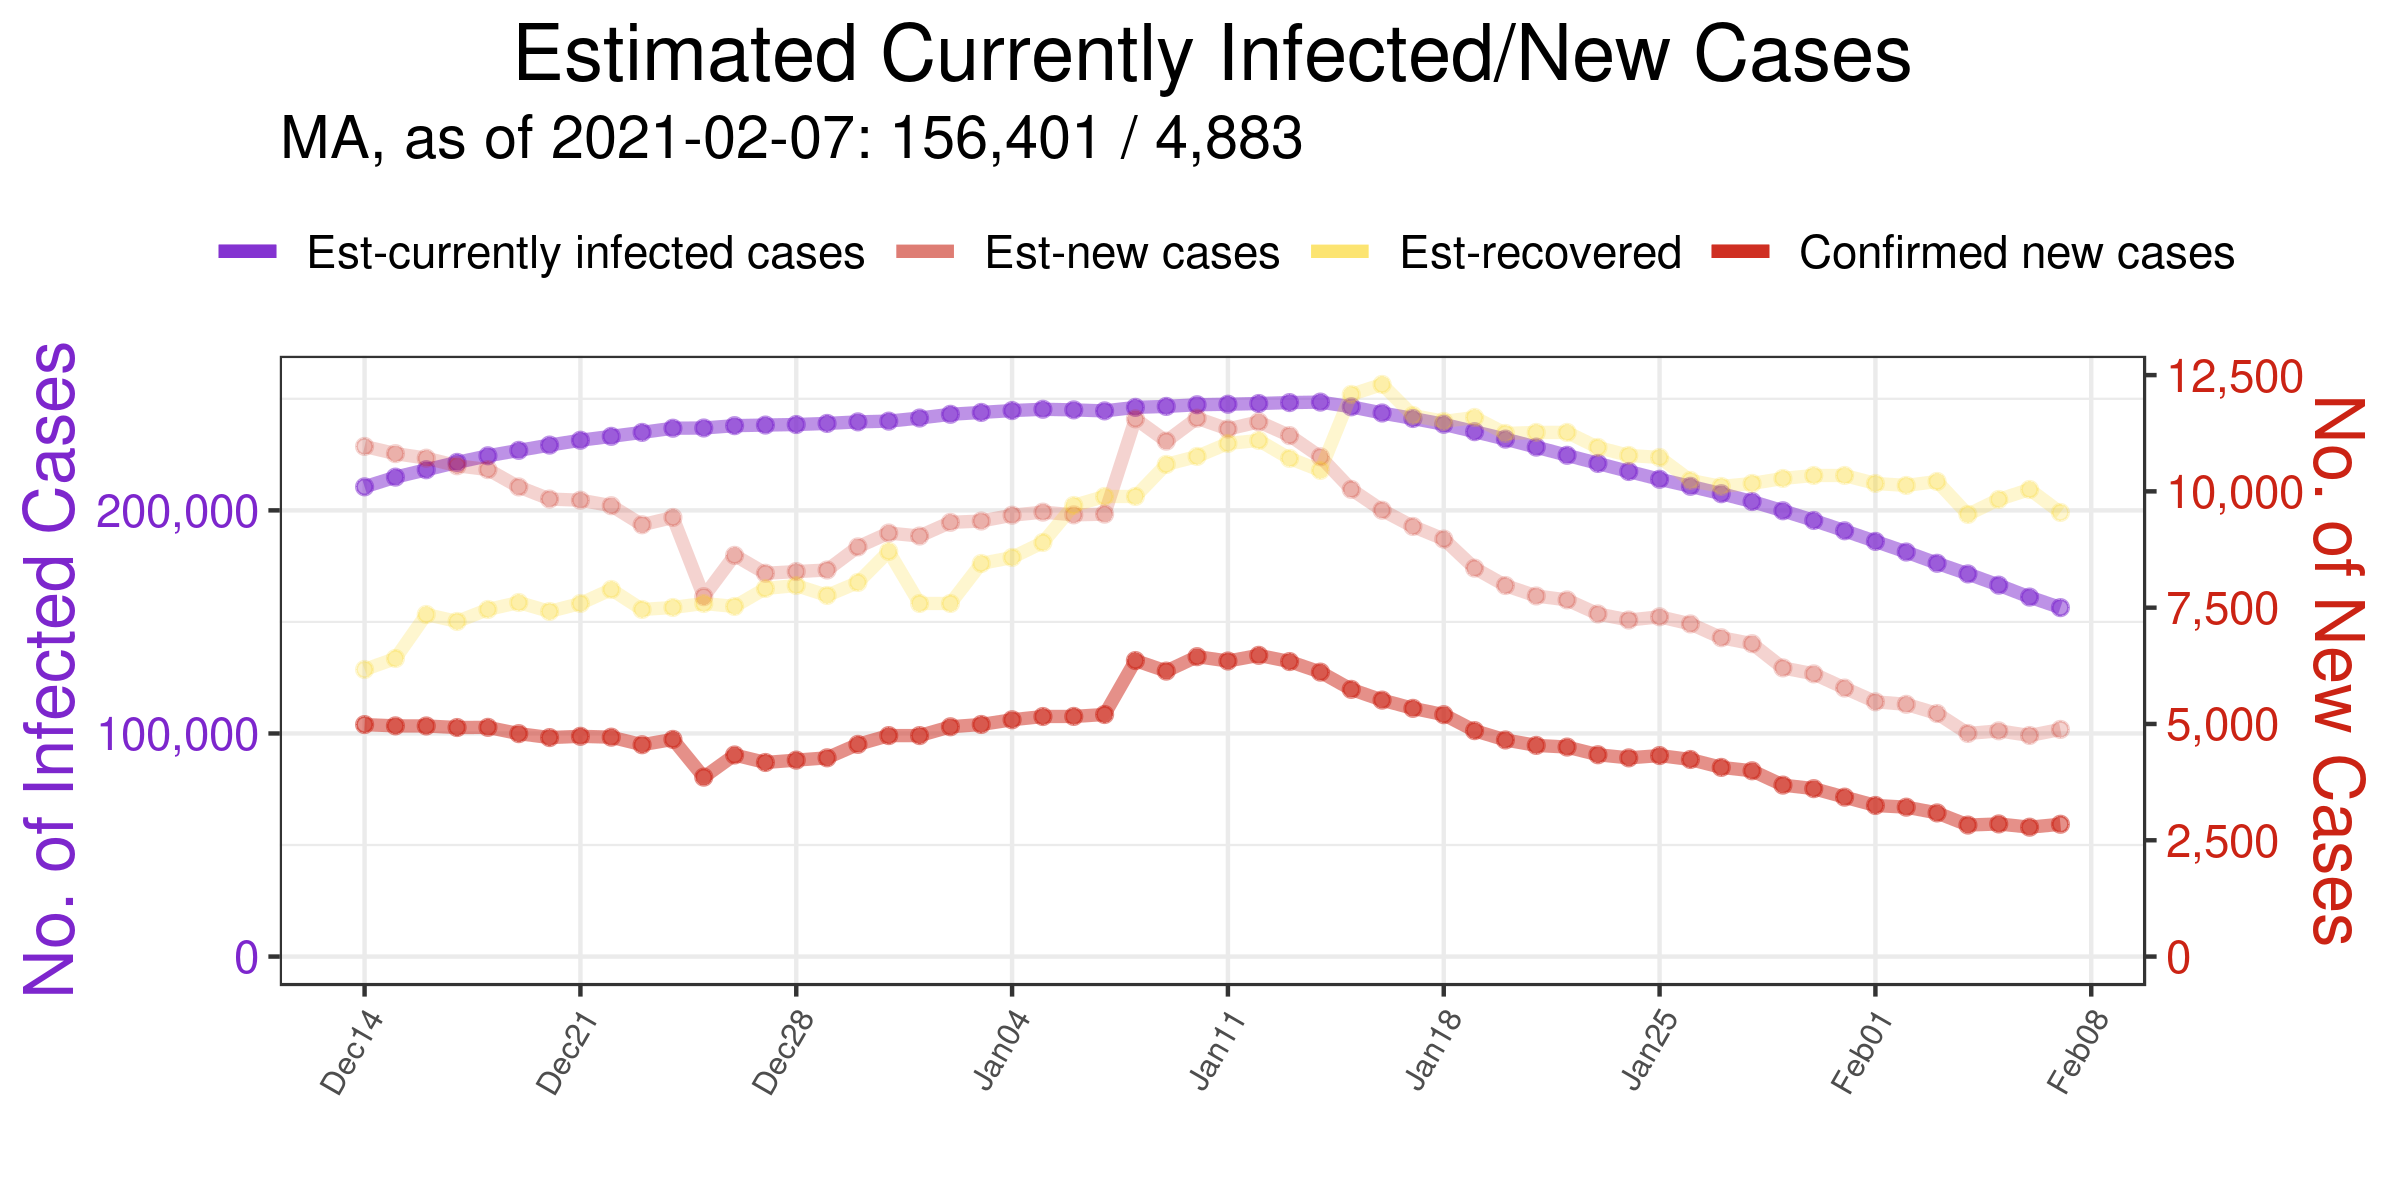 Estimated Currently Infected/New Cases
MA, as of 2021-02-07: 156,401 / 4,883
Est-currently infected cases Est-new cases Est-recovered Confirmed new cases
No. of Infected Cases
200,000
100,000
0
12,500
10,000
7,500
5,000
2,500
0
No. of New Cases
Dec14 Dec21 Dec28 Jan04 Jan11 Jan18 Jan25 Feb01 Feb08